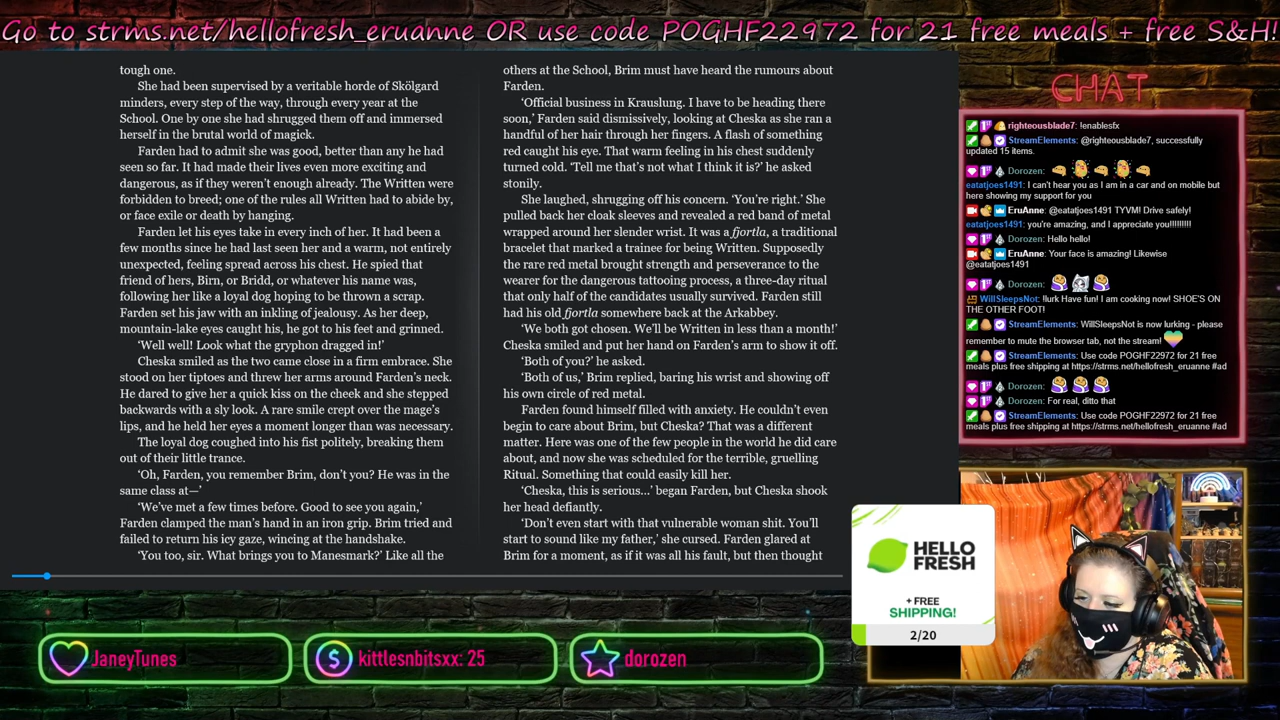 Go to strms.net/hellofresh_eruanne OR use code POGHF22972 for 21 free meals + free S&H!
tough one.
She had been supervised by a veritable horde of Skölgard
minders, every step of the way, through every year at the
School. One by one she had shrugged them off and immersed
herself in the brutal world of magick.
Farden had to admit she was good, stronger than any he had
seen so far. It had made their lives even more exciting and
dangerous, as if they weren't enough already. The Written were
forbidden to breed; one of the rules all Written had to abide by,
or face exile or death by hanging.
Farden let his eyes take in every inch of her. It had been a
few months since he had last seen her and a warm, not entirely
unexpected, feeling spread across his chest. He spied that
friend of hers, Birn, or Bridd, or whatever his name was,
following her like a loyal dog hoping to be thrown a scrap.
Farden set his jaw with an inkling of jealousy. As her deep,
mountain-lake eyes caught his, he got to his feet and grinned.
‘Well well! Look what the gryphon dragged in!’
Cheska smiled as the two came close in a firm embrace. She
stood on her tiptoes and threw her arms around Farden's neck.
He dared to give her a quick kiss on the cheek and she stepped
backwards with a sly look. A rare smile crept over the mage's
lips, and he held her eyes a moment longer than was necessary.
The loyal dog coughed into his fist politely, breaking them
out of their little trance.
‘Oh, Farden, you remember Brim, don't you? He was in the
same class at—’
‘We've met a few times before. Good to see you again,’
Farden clamped the man's hand in an iron grip. Brim tried and
failed to return his icy gaze, wincing at the handshake.
‘You too, sir. What brings you to Manesmark?’ Like all the
others at the School, Brim must have heard the rumours about
Farden.
‘Official business in Krauslung. I have to be heading there
soon,’ Farden said dismissively, looking at Cheska as she ran a
handful of her hair through her fingers. A flash of something
red caught his eye. That warm feeling in his chest suddenly
turned cold. ‘Tell me that's not what I think it is?’ he asked
stonily.
She laughed, shrugging off his concern. ‘You're right.’ She
pulled back her cloak sleeves and revealed a red band of metal
wrapped around her slender wrist. It was a fjortla, a traditional
bracelet that marked a trainee for being Written. Supposedly
the rare red metal brought strength and perseverance to the
wearer for the dangerous tattooing process, a three-day ritual
that only half of the candidates usually survived. Farden still
had his old fjortla somewhere back at the Arkabbey.
‘We both got chosen. We'll be Written in less than a month!’
Cheska smiled and put her hand on Farden's arm to show it off.
‘Both of you?’ he asked.
‘Both of us,’ Brim replied, baring his wrist and showing off
his own circle of red metal.
Farden found himself filled with anxiety. He couldn't even
begin to care about Brim, but Cheska? That was a different
matter. Here was one of the few people in the world he did care
about, and now she was scheduled for the terrible, gruelling
Ritual. Something that could easily kill her.
‘Cheska, this is serious...’ began Farden, but Cheska shook
her head defiantly.
‘Don't even start with that vulnerable woman shit. You'll
start to sound like my father,’ she cursed. Farden glared at
Brim for a moment, as if it was all his fault, but then thought
CHAT
righteousblade7: !enablesfx
StreamElements: @righteousblade7, successfully
updated 15 items.
Dorozen:
eatatjoes1491: I can't hear you as I am in a car and on mobile but
here showing my support for you
EruAnne: @eatatjoes1491 TYVM! Drive safely!
eatatjoes1491: you're amazing, and I appreciate you!!!!!!!!!
Dorozen: Hello hello!
EruAnne: Your face is amazing! Likewise
@eatatjoes1491
Dorozen:
WillSleepsNot: !lurk Have fun! I am cooking now! SHOE'S ON
THE OTHER FOOT!
StreamElements: WillSleepsNot is now lurking - please
remember to mute the browser tab, not the stream!
StreamElements: Use code POGHF22972 for 21 free
meals plus free shipping at https://strms.net/hellofresh_eruanne #ad
Dorozen:
Dorozen: For real, ditto that
StreamElements: Use code POGHF22972 for 21 free
meals plus free shipping at https://strms.net/hellofresh_eruanne #ad
HELLO
FRESH
+ FREE
SHIPPING!
2/20
JaneyTunes
kittlesnbitsxx: 25
dorozen